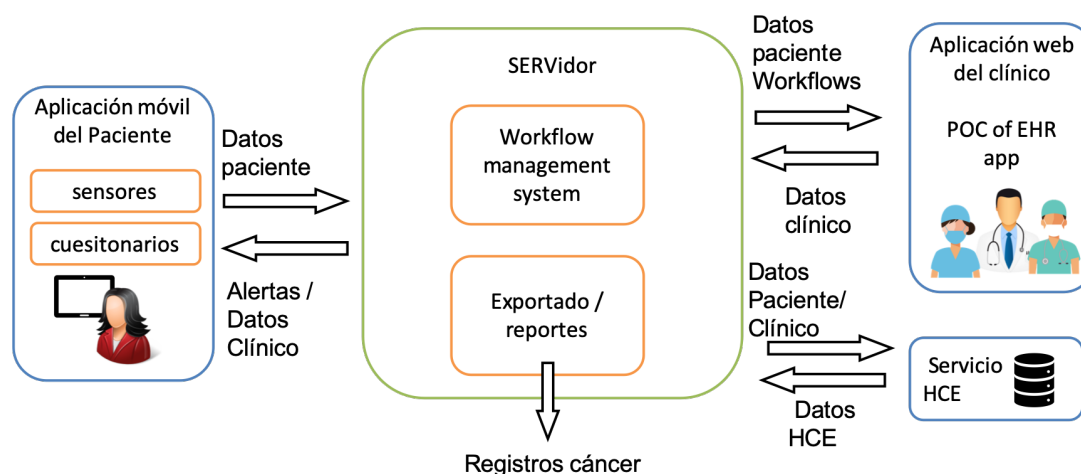 Aplicación móvil
del Paciente
sensores
cuesitonarios
Datos
paciente
Alertas /
Datos
Clínico
SERVidor
Workflow
management
system
Exportado /
reportes
Registros cáncer
Datos
paciente
Workflows
Datos
clínico
Datos
Paciente/
Clínico
Datos
HCE
Aplicación web
del clínico
POC of EHR
app
Servicio
HCE